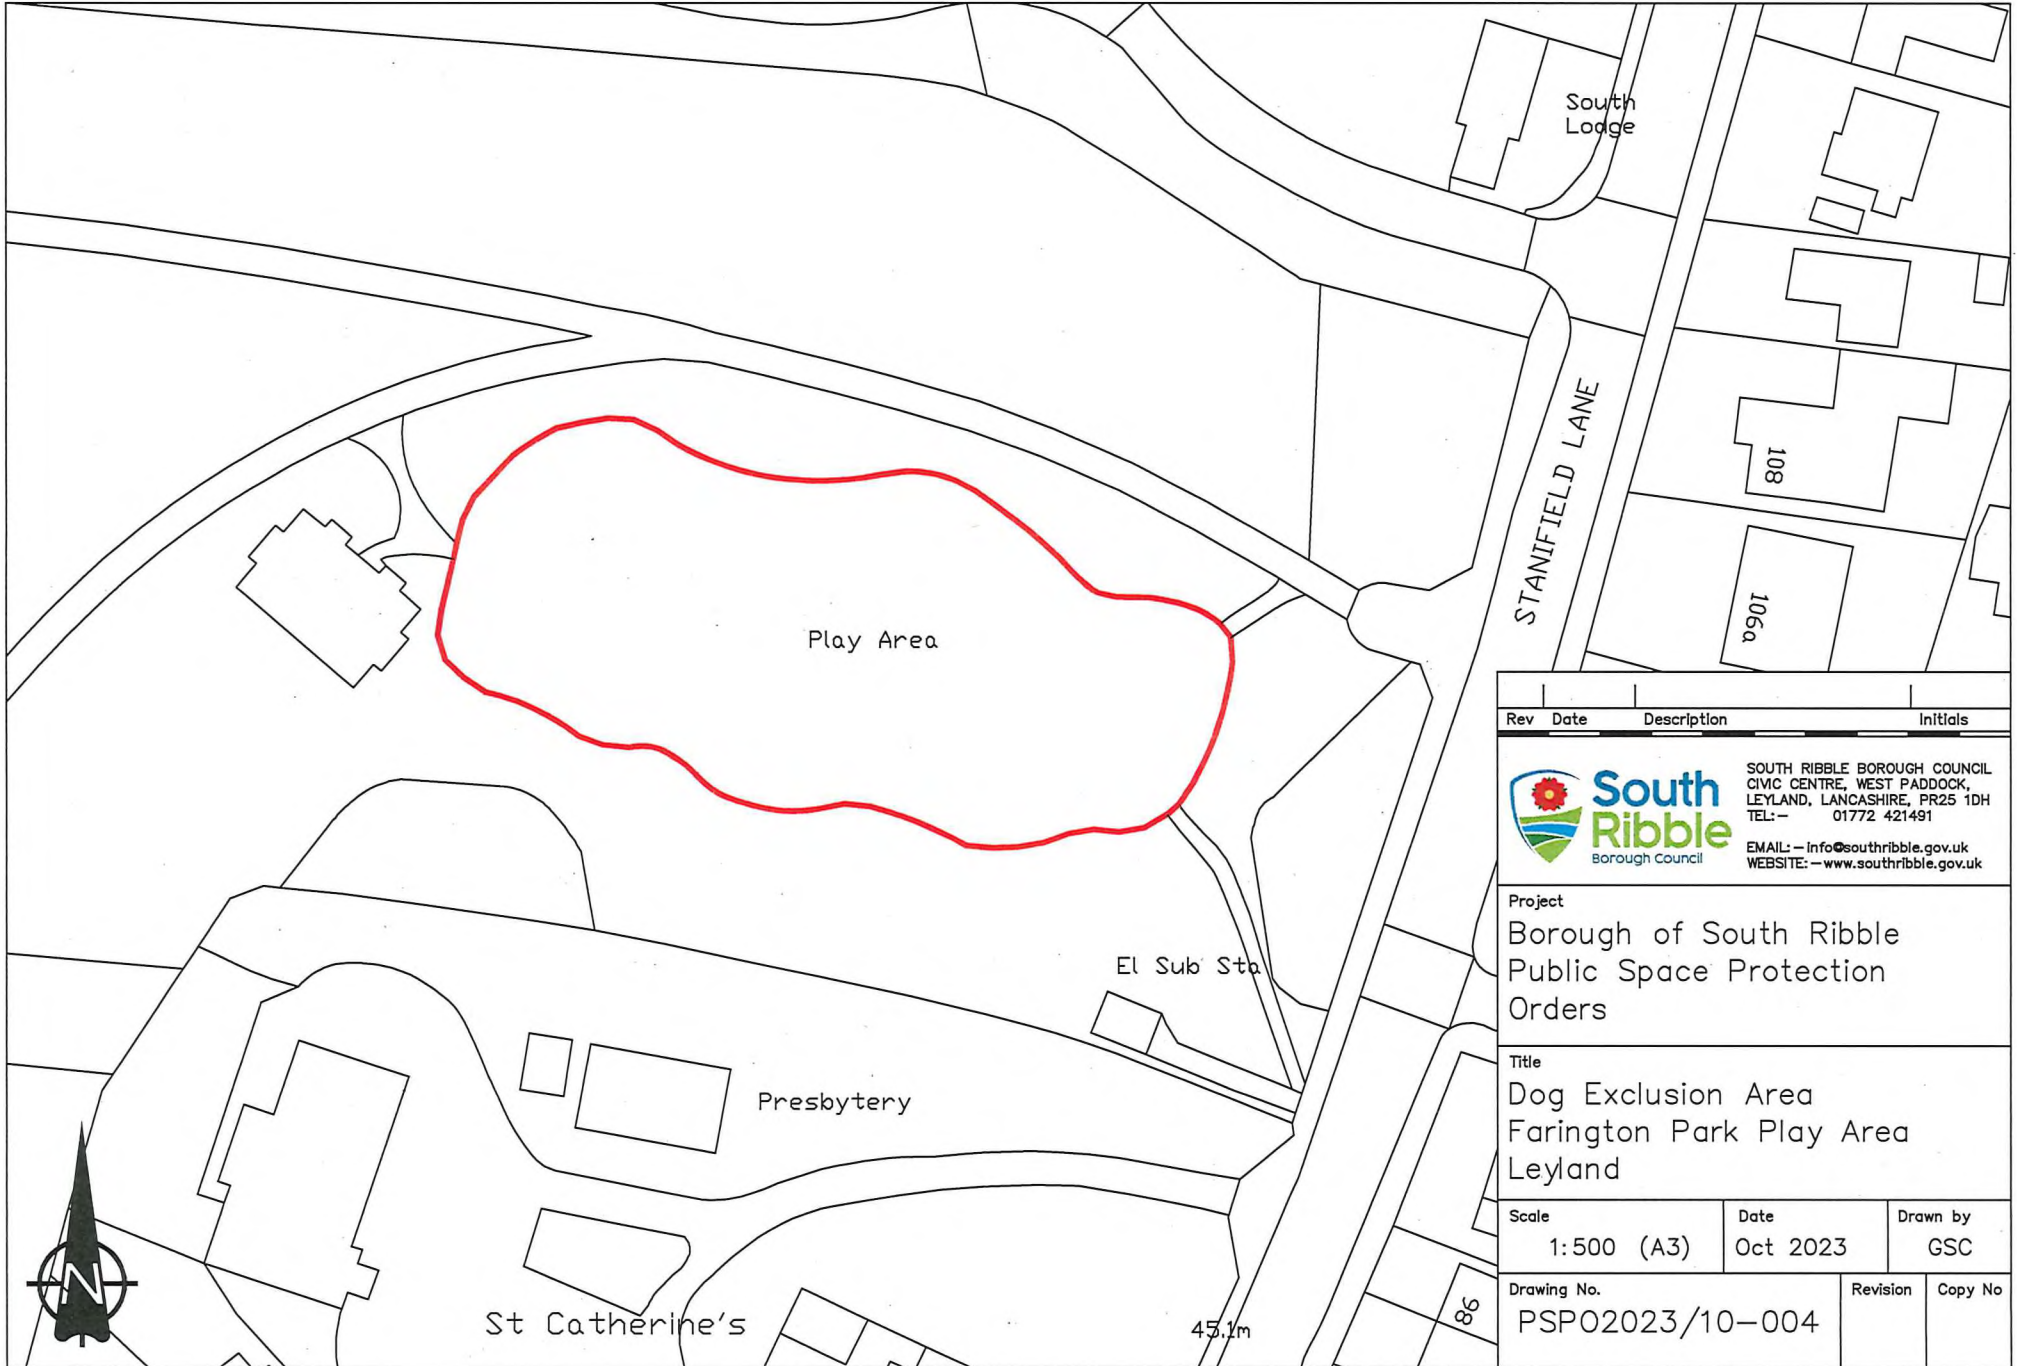 South
Lodge
STANIFIELD LANE
108
106a
Play Area
El Sub Sta
Presbytery
St Catherine's
45.1m
86
N
Rev Date Description Initials
South
Ribble
Borough Council
SOUTH RIBBLE BOROUGH COUNCIL
CIVIC CENTRE, WEST PADDOCK,
LEYLAND, LANCASHIRE, PR25 1DH
TEL:- 01772 421491
EMAIL:-info@southribble.gov.uk
WEBSITE:-www.southribble.gov.uk
Project
Borough of South Ribble
Public Space Protection
Orders
Title
Dog Exclusion Area
Farington Park Play Area
Leyland
Scale
1:500 (A3)
Date
Oct 2023
Drawn by
GSC
Drawing No.
PSPO2023/10-004
Revision
Copy No